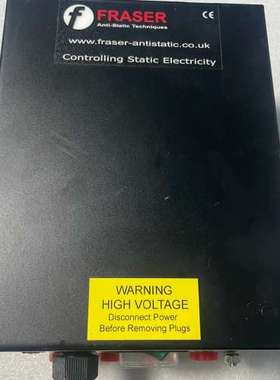 f FRASER
Anti-Static Techniques
CE
www.fraser-antistatic.co.uk
Controlling Static Electricity
WARNING
HIGH VOLTAGE
Disconnect Power
Before Removing Plugs